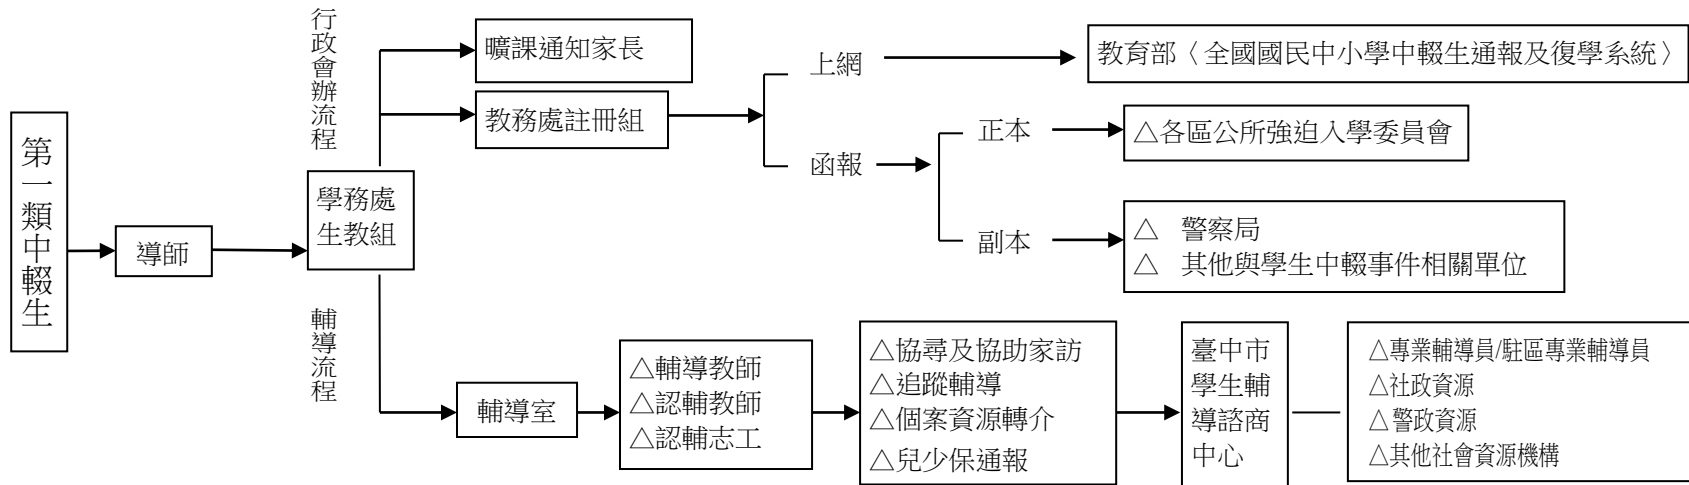 第一類中輟生
導師
學務處
生教組
行政會辦流程
曠課通知家長
教務處註冊組
上網
教育部〈全國國民中小學中輟生通報及復學系統〉
函報
正本
△各區公所強迫入學委員會
副本
△ 警察局
△ 其他與學生中輟事件相關單位
輔導流程
輔導室
△輔導教師
△認輔教師
△認輔志工
△協尋及協助家訪
△追蹤輔導
△個案資源轉介
△兒少保通報
臺中市
學生輔
導諮商
中心
△專業輔導員/駐區專業輔導員
△社政資源
△警政資源
△其他社會資源機構